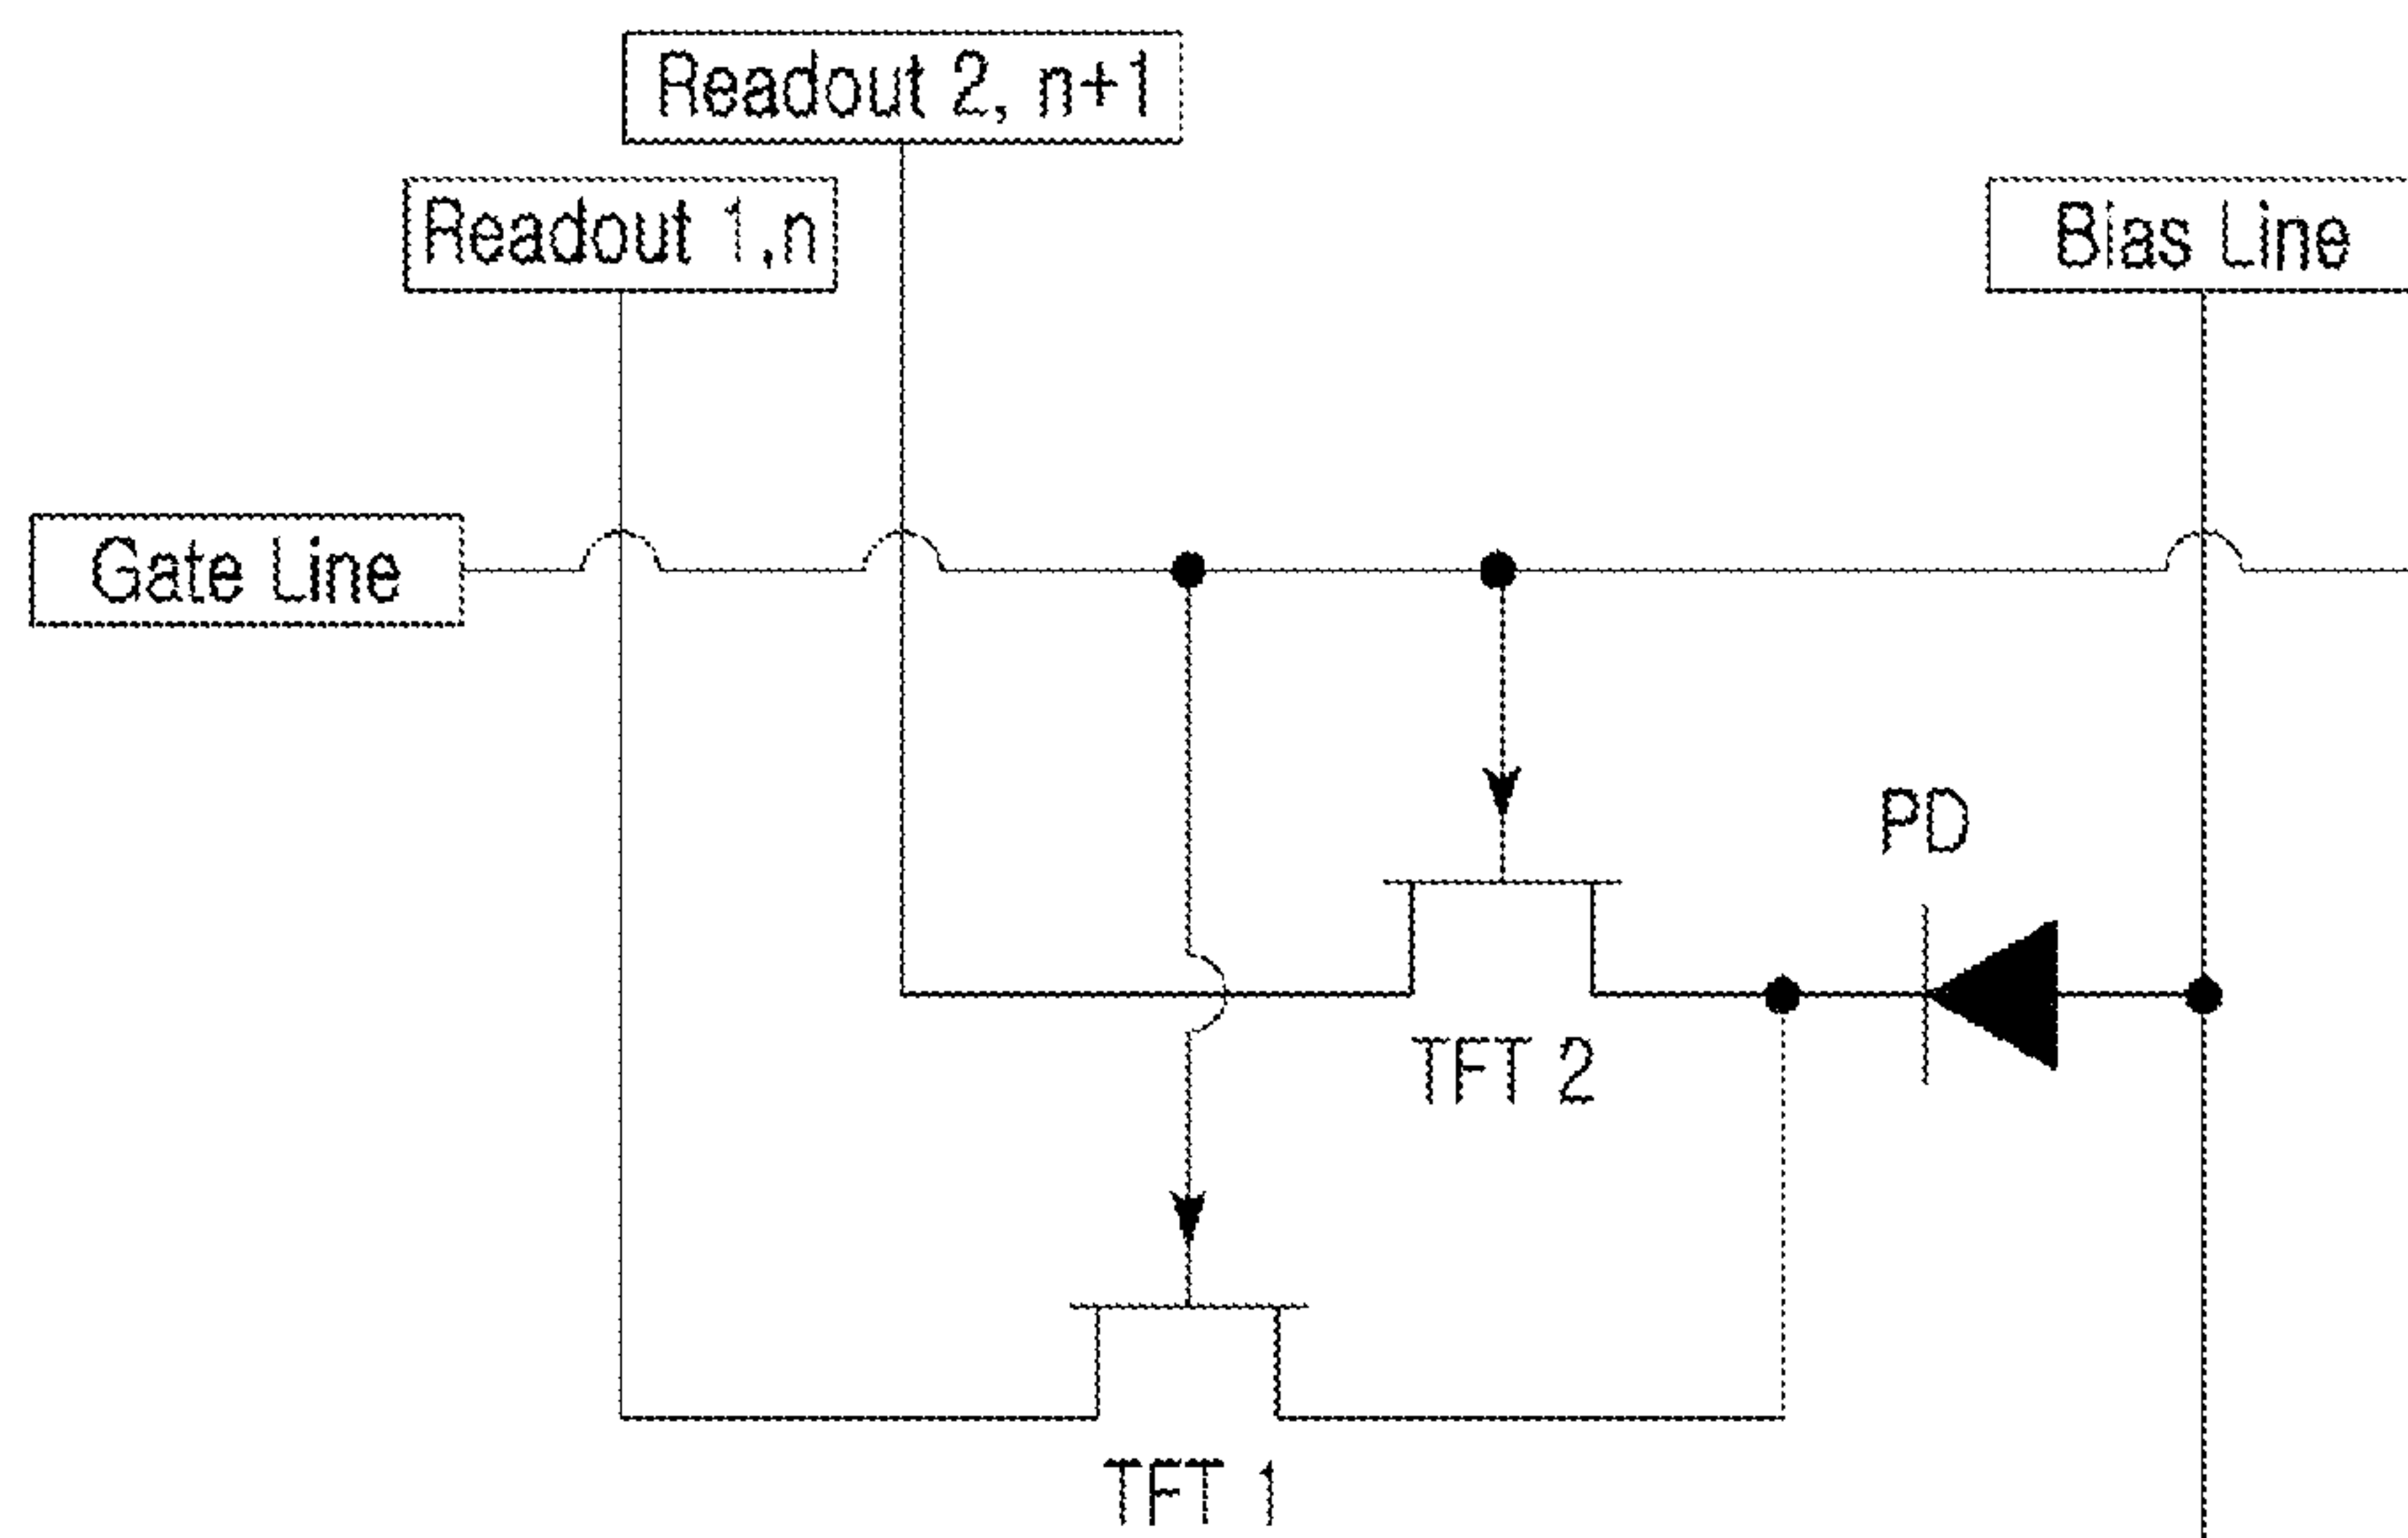 Readout 2, n+1
Readout 1,n
Bias Line
Gate Line
PD
TFT 2
TFT 1